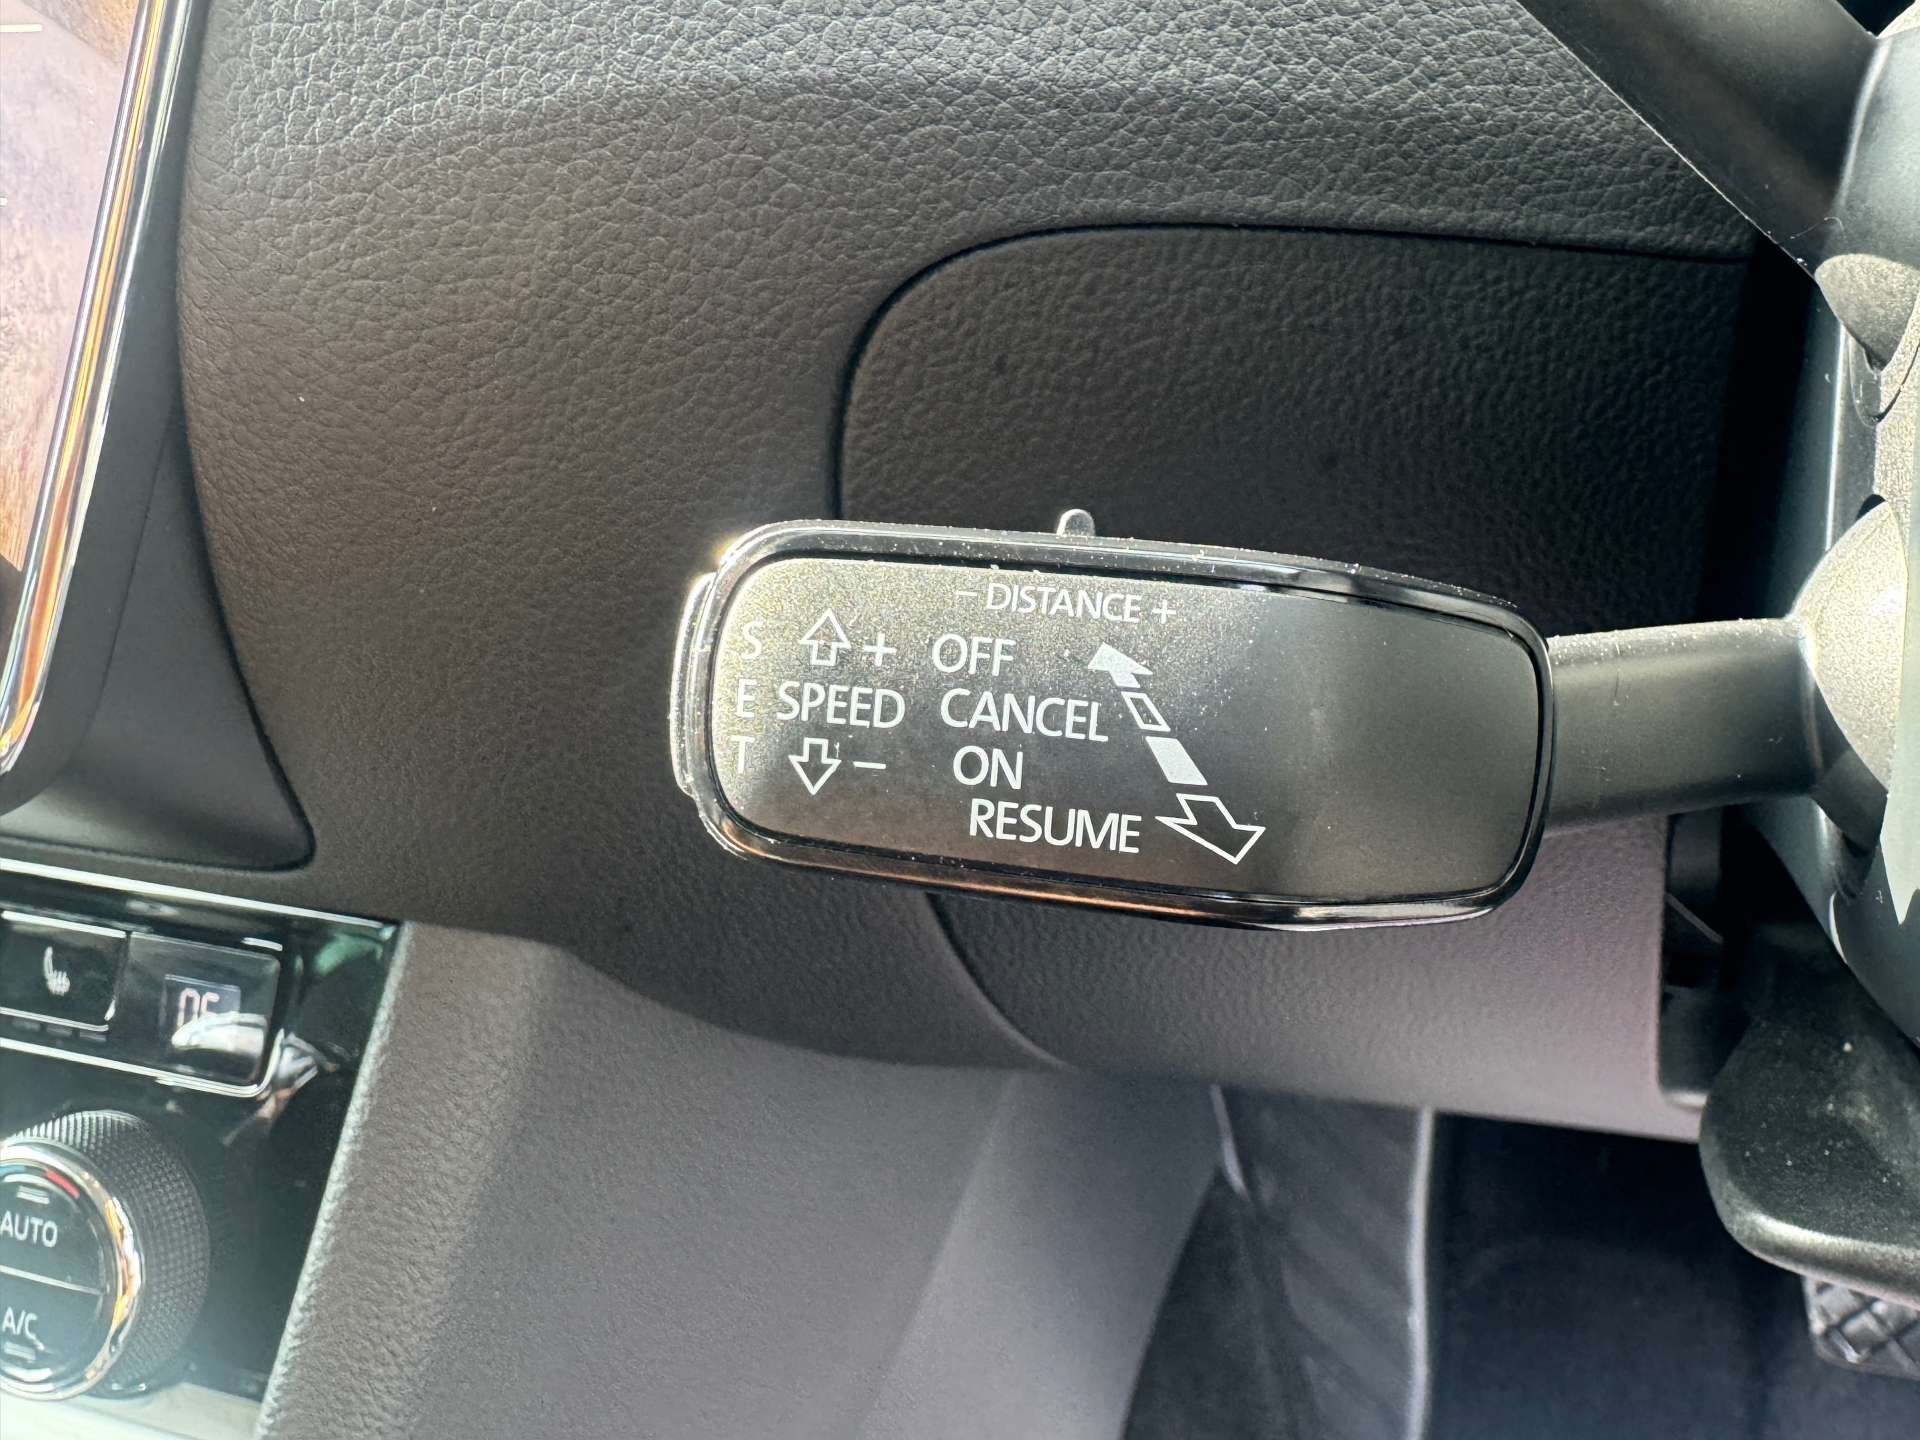 − DISTANCE +
S + OFF
E SPEED CANCEL
T − ON
RESUME
AUTO
A/C